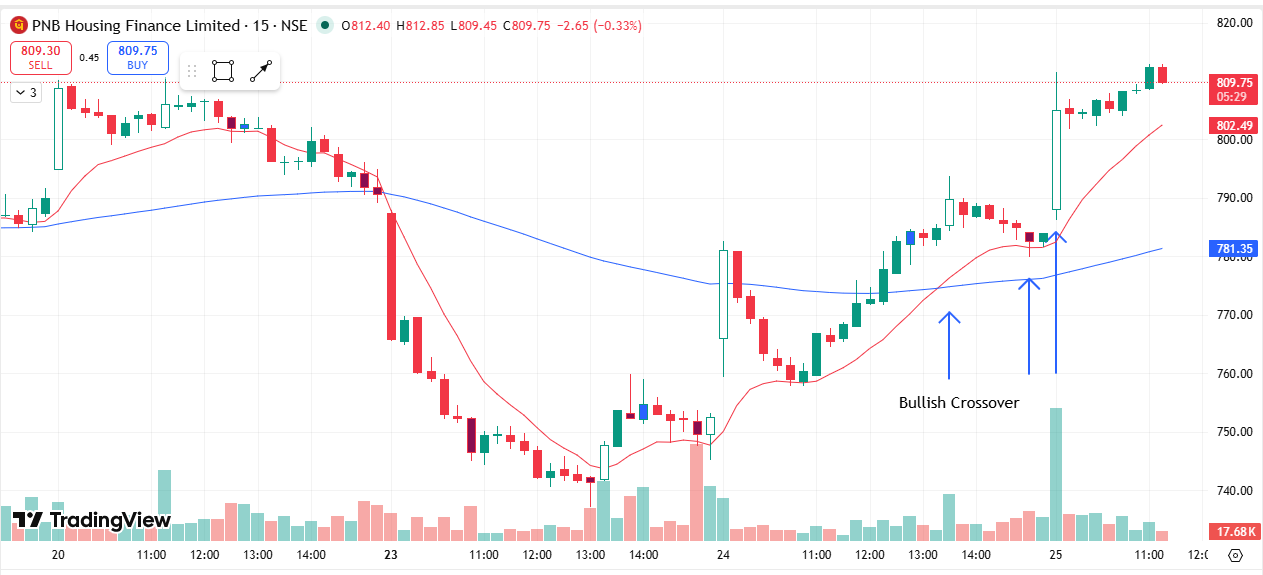 PNB Housing Finance Limited · 15 · NSE O812.40 H812.85 L809.45 C809.75 −2.65 (−0.33%)
809.30
SELL
0.45
809.75
BUY
3
820.00
809.75
05:29
802.49
800.00
790.00
781.35
780.00
770.00
760.00
Bullish Crossover
750.00
740.00
TradingView
17.68K
20 11:00 12:00 13:00 14:00 23 11:00 12:00 13:00 14:00 24 11:00 12:00 13:00 14:00 25 11:00 12:0